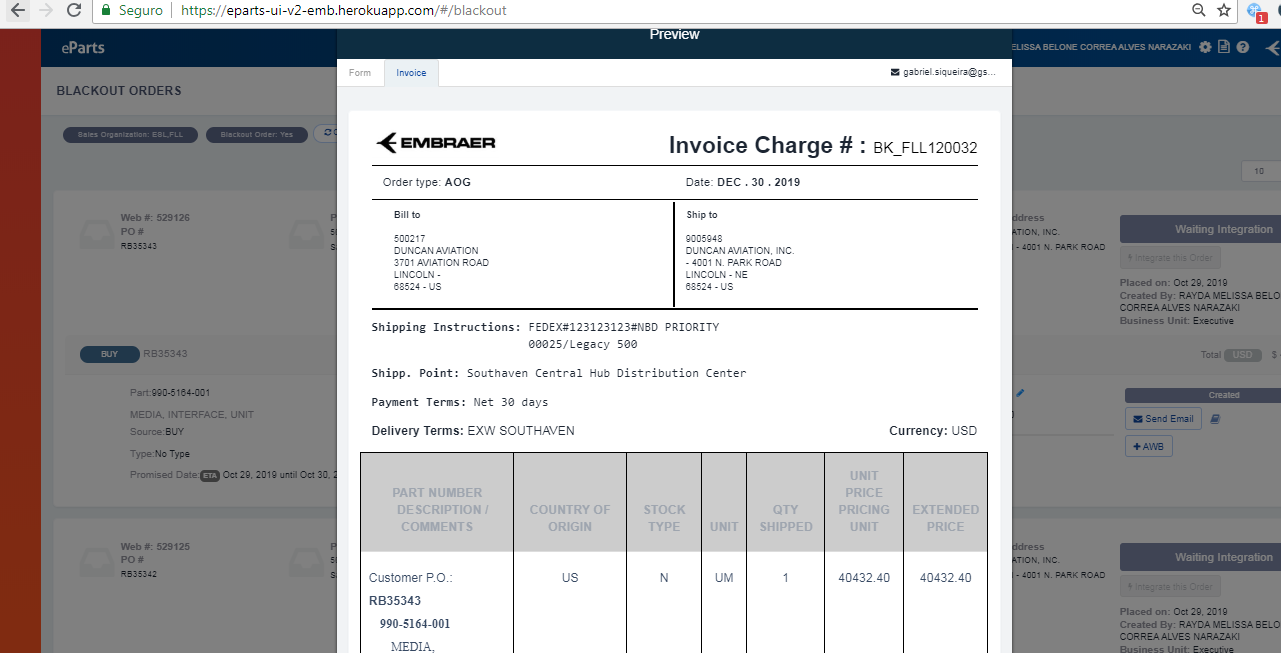 Seguro https://eparts-ui-v2-emb.herokuapp.com/#/blackout
1
Preview
eParts
ELISSA BELONE CORREA ALVES NARAZAKI
Form Invoice gabriel.siqueira@gs...
BLACKOUT ORDERS
Sales Organization: EBL,FLL Blackout Order: Yes
10
EMBRAER
Invoice Charge # : BK_FLL120032
Order type: AOG Date: DEC . 30 . 2019
Bill to
500217
DUNCAN AVIATION
3701 AVIATION ROAD
LINCOLN -
68524 - US
Ship to
9005948
DUNCAN AVIATION, INC.
- 4001 N. PARK ROAD
LINCOLN - NE
68524 - US
Shipping Instructions: FEDEX#123123123#NBD PRIORITY
00025/Legacy 500
Shipp. Point: Southaven Central Hub Distribution Center
Payment Terms: Net 30 days
Delivery Terms: EXW SOUTHAVEN Currency: USD
PART NUMBER
DESCRIPTION /
COMMENTS
COUNTRY OF
ORIGIN
STOCK
TYPE
UNIT
QTY
SHIPPED
UNIT
PRICE
PRICING
UNIT
EXTENDED
PRICE
Customer P.O.: US N UM 1 40432.40 40432.40
RB35343
990-5164-001
MEDIA,
Web #: 529126
PO #
RB35343
BUY RB35343
Part:990-5164-001
MEDIA, INTERFACE, UNIT
Source:BUY
Type:No Type
Promised Date: ETA Oct 29, 2019 until Oct 30, 2
Web #: 529125
PO #
RB35342
ddress
ATION, INC.
- 4001 N. PARK ROAD
Waiting Integration
Integrate this Order
Placed on: Oct 29, 2019
Created By: RAYDA MELISSA BELO
CORREA ALVES NARAZAKI
Business Unit: Executive
Total USD $
Created
Send Email
+ AWB
ddress
ATION, INC.
- 4001 N. PARK ROAD
Waiting Integration
Integrate this Order
Placed on: Oct 29, 2019
Created By: RAYDA MELISSA BELO
CORREA ALVES NARAZAKI
Business Unit: Executive